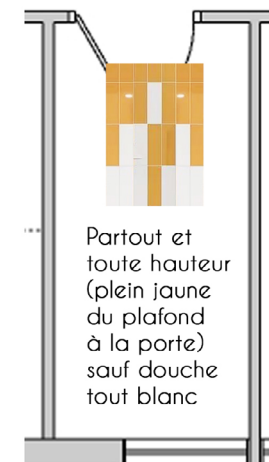 Partout et
toute hauteur
(plein jaune
du plafond
à la porte)
sauf douche
tout blanc